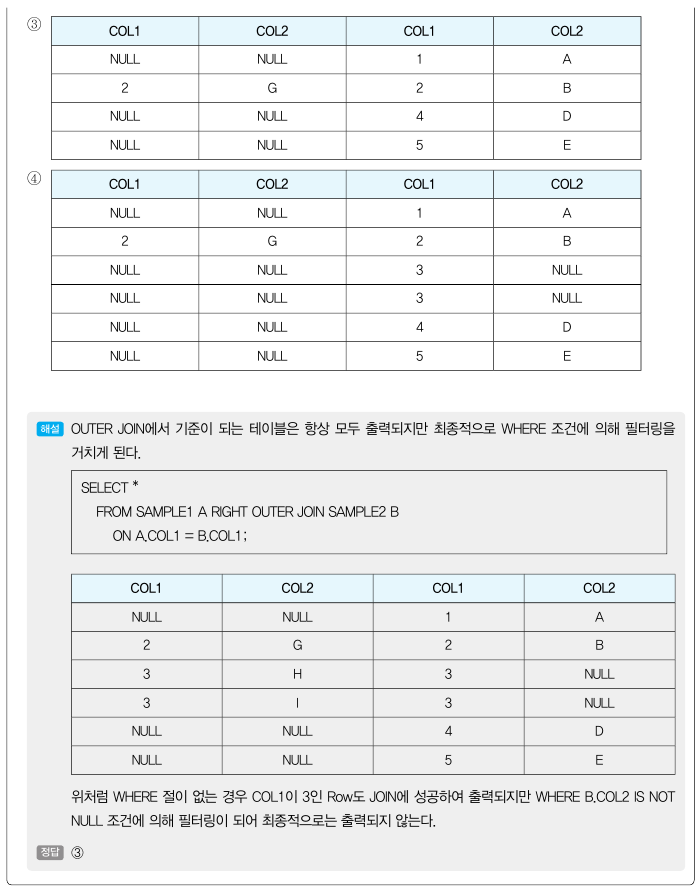 ③
COL1 COL2 COL1 COL2
NULL NULL 1 A
2 G 2 B
NULL NULL 4 D
NULL NULL 5 E
④
COL1 COL2 COL1 COL2
NULL NULL 1 A
2 G 2 B
NULL NULL 3 NULL
NULL NULL 3 NULL
NULL NULL 4 D
NULL NULL 5 E
해설 OUTER JOIN에서 기준이 되는 테이블은 항상 모두 출력되지만 최종적으로 WHERE 조건에 의해 필터링을
거치게 된다.
SELECT *
FROM SAMPLE1 A RIGHT OUTER JOIN SAMPLE2 B
ON A.COL1 = B.COL1;
COL1 COL2 COL1 COL2
NULL NULL 1 A
2 G 2 B
3 H 3 NULL
3 I 3 NULL
NULL NULL 4 D
NULL NULL 5 E
위처럼 WHERE 절이 없는 경우 COL1이 3인 Row도 JOIN에 성공하여 출력되지만 WHERE B.COL2 IS NOT
NULL 조건에 의해 필터링이 되어 최종적으로는 출력되지 않는다.
정답 ③